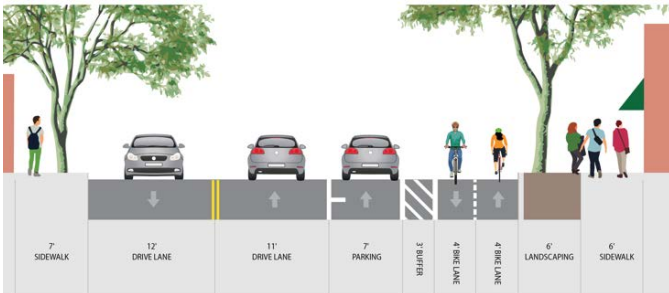 7'
SIDEWALK
12'
DRIVE LANE
11'
DRIVE LANE
7'
PARKING
3' BUFFER
4' BIKE LANE
4' BIKE LANE
6'
LANDSCAPING
6'
SIDEWALK